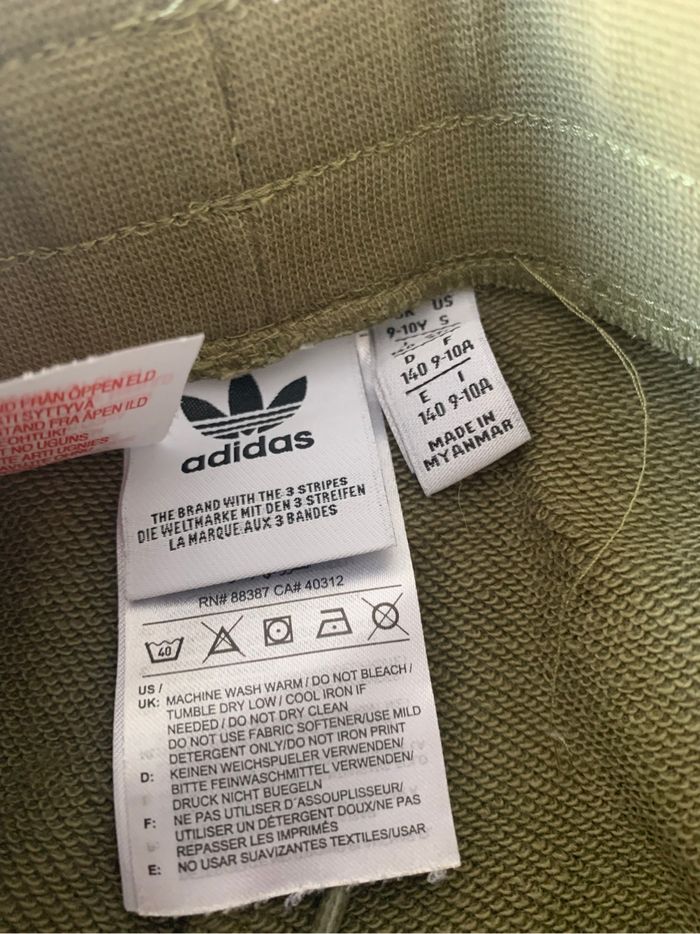 FRÅN ÖPPEN ELD
SYTTYVÄ
FRA ÅPEN ILD
NO UGUNS
adidas
THE BRAND WITH THE 3 STRIPES
DIE WELTMARKE MIT DEN 3 STREIFEN
LA MARQUE AUX 3 BANDES
US
9-10Y S
D F
140 9-10A
E I
140 9-10A
MADE IN
MYANMAR
RN# 88387 CA# 40312
40
US /
UK: MACHINE WASH WARM / DO NOT BLEACH /
TUMBLE DRY LOW / COOL IRON IF
NEEDED / DO NOT DRY CLEAN
DO NOT USE FABRIC SOFTENER/USE MILD
DETERGENT ONLY/DO NOT IRON PRINT
D: KEINEN WEICHSPUELER VERWENDEN/
BITTE FEINWASCHMITTEL VERWENDEN/
DRUCK NICHT BUEGELN
F: NE PAS UTILISER D´ASSOUPLISSEUR/
UTILISER UN DÉTERGENT DOUX/NE PAS
REPASSER LES IMPRIMÉS
E: NO USAR SUAVIZANTES TEXTILES/USAR